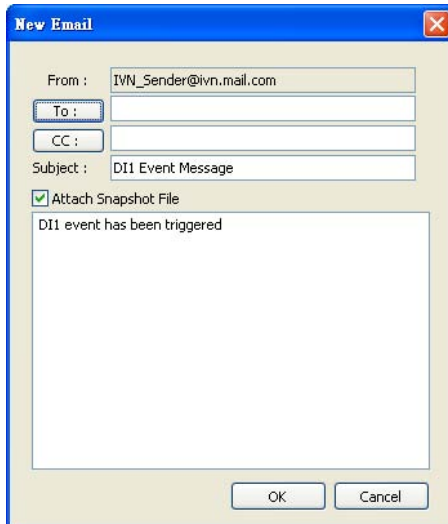 New Email
From : IVN_Sender@ivn.mail.com
To :
CC :
Subject : DI1 Event Message
Attach Snapshot File
DI1 event has been triggered
OK Cancel